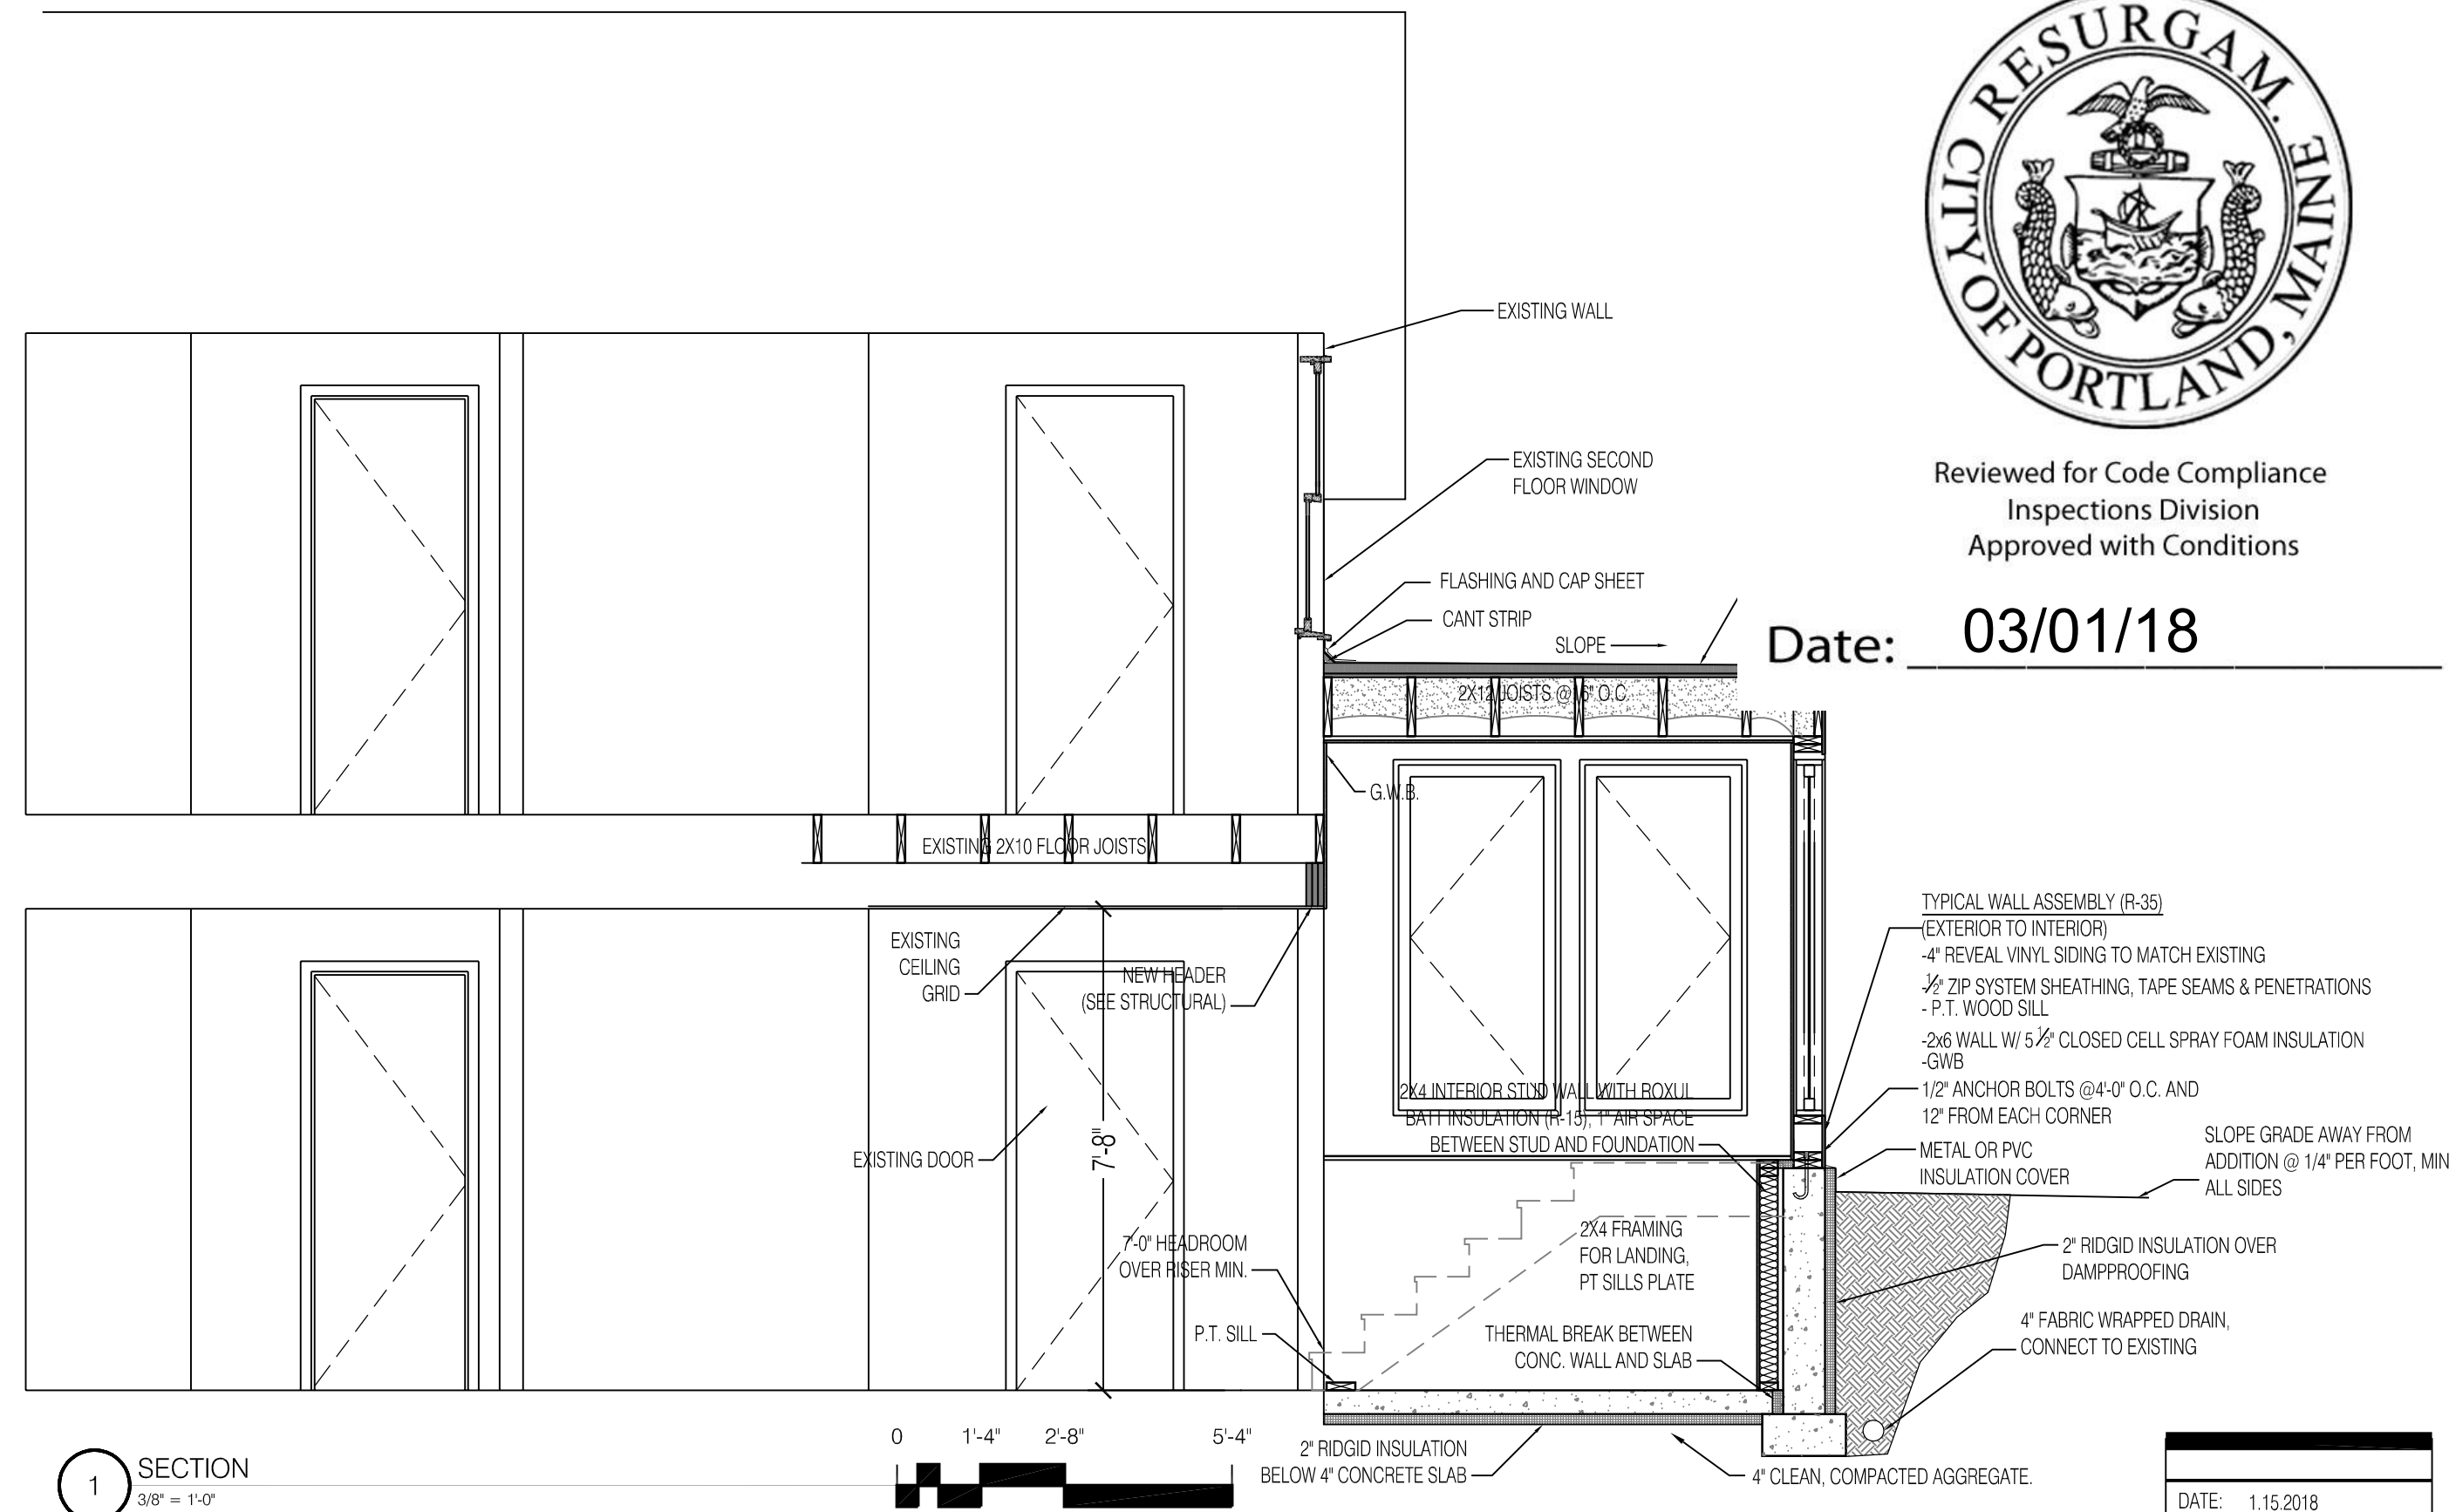 CITY OF PORTLAND, MAINE
RESURGAM.
Reviewed for Code Compliance
Inspections Division
Approved with Conditions
Date: 03/01/18
EXISTING WALL
EXISTING SECOND
FLOOR WINDOW
FLASHING AND CAP SHEET
CANT STRIP
SLOPE
2X12 JOISTS @ 16" O.C.
G.W.B.
EXISTING 2X10 FLOOR JOISTS
EXISTING
CEILING
GRID
NEW HEADER
(SEE STRUCTURAL)
TYPICAL WALL ASSEMBLY (R-35)
(EXTERIOR TO INTERIOR)
-4" REVEAL VINYL SIDING TO MATCH EXISTING
-1/2" ZIP SYSTEM SHEATHING, TAPE SEAMS & PENETRATIONS
- P.T. WOOD SILL
-2x6 WALL W/ 5 1/2" CLOSED CELL SPRAY FOAM INSULATION
-GWB
1/2" ANCHOR BOLTS @4'-0" O.C. AND
12" FROM EACH CORNER
METAL OR PVC
INSULATION COVER
SLOPE GRADE AWAY FROM
ADDITION @ 1/4" PER FOOT, MIN
ALL SIDES
2X4 INTERIOR STUD WALL WITH ROXUL
BATT INSULATION (R-15), 1" AIR SPACE
BETWEEN STUD AND FOUNDATION
EXISTING DOOR
7'-8"
7'-0" HEADROOM
OVER RISER MIN.
2X4 FRAMING
FOR LANDING,
PT SILLS PLATE
2" RIDGID INSULATION OVER
DAMPPROOFING
P.T. SILL
THERMAL BREAK BETWEEN
CONC. WALL AND SLAB
4" FABRIC WRAPPED DRAIN,
CONNECT TO EXISTING
0 1'-4" 2'-8" 5'-4"
2" RIDGID INSULATION
BELOW 4" CONCRETE SLAB
4" CLEAN, COMPACTED AGGREGATE.
1 SECTION
3/8" = 1'-0"
DATE: 1.15.2018